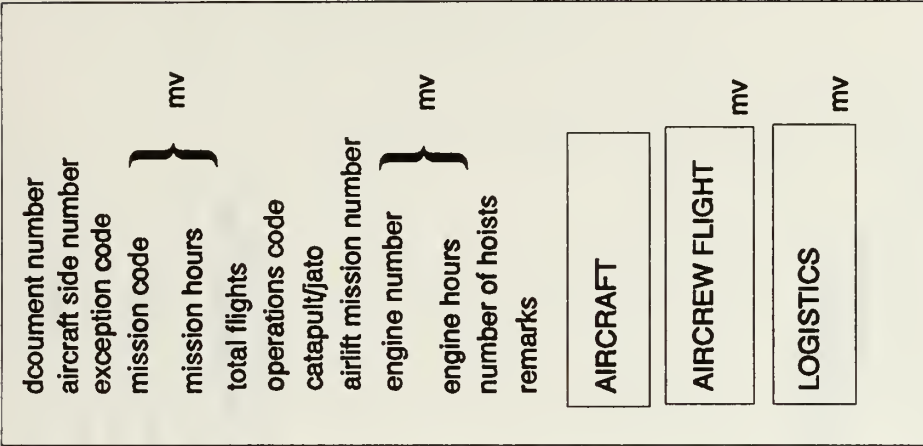 dcoument number
aircraft side number
exception code
mission code
mission hours } mv
total flights
operations code
catapult/jato
airlift mission number
engine number
engine hours } mv
number of hoists
remarks
AIRCRAFT
AIRCREW FLIGHT mv
LOGISTICS mv